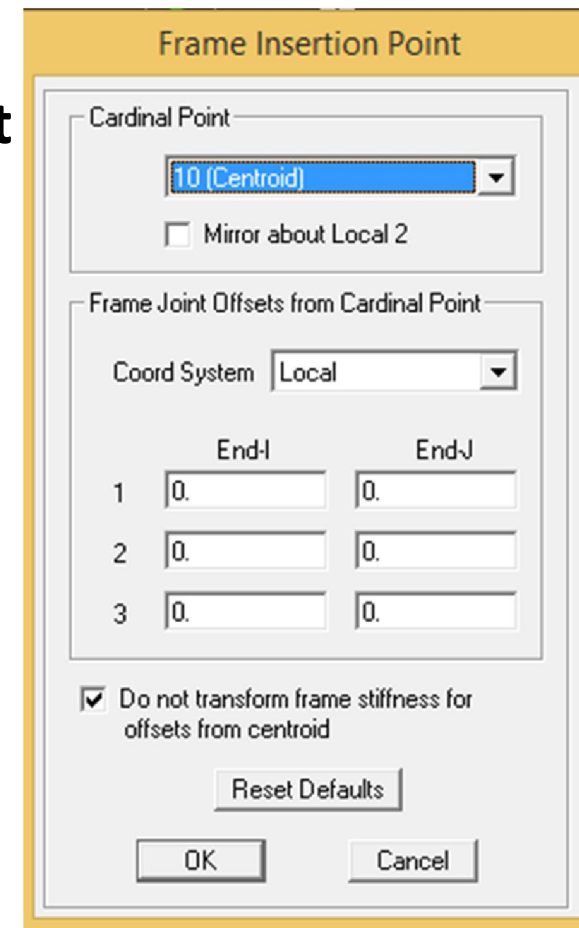 Frame Insertion Point
t
Cardinal Point
10 (Centroid)
Mirror about Local 2
Frame Joint Offsets from Cardinal Point
Coord System Local
End-I End-J
1 0. 0.
2 0. 0.
3 0. 0.
Do not transform frame stiffness for
offsets from centroid
Reset Defaults
OK Cancel